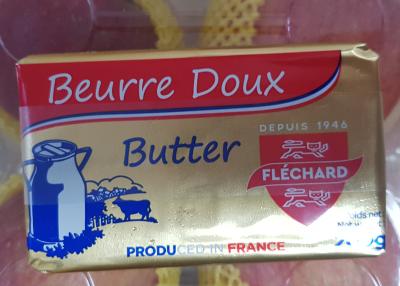 Beurre Doux
DEPUIS 1946
Butter
FLÉCHARD
PRODUCED IN FRANCE